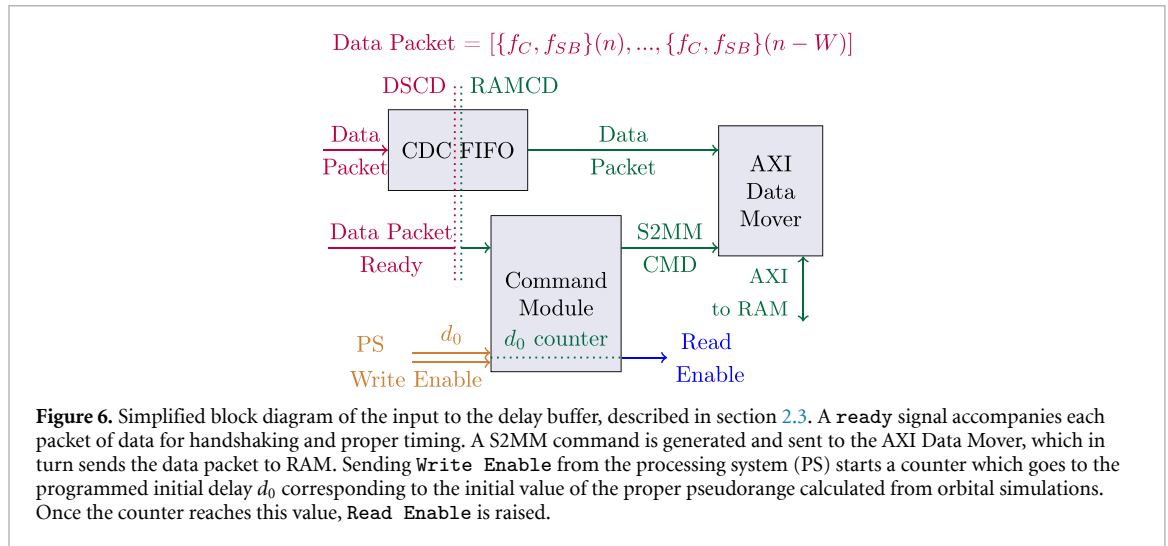 Data Packet = [{f_C, f_SB}(n), ..., {f_C, f_SB}(n − W)]
DSCD RAMCD
Data
Packet
CDC FIFO
Data
Packet
AXI
Data
Mover
Data Packet
Ready
Command
Module
d_0 counter
S2MM
CMD
AXI
to RAM
PS
d_0
Write Enable
Read
Enable
Figure 6. Simplified block diagram of the input to the delay buffer, described in section 2.3. A ready signal accompanies each
packet of data for handshaking and proper timing. A S2MM command is generated and sent to the AXI Data Mover, which in
turn sends the data packet to RAM. Sending Write Enable from the processing system (PS) starts a counter which goes to the
programmed initial delay d_0 corresponding to the initial value of the proper pseudorange calculated from orbital simulations.
Once the counter reaches this value, Read Enable is raised.